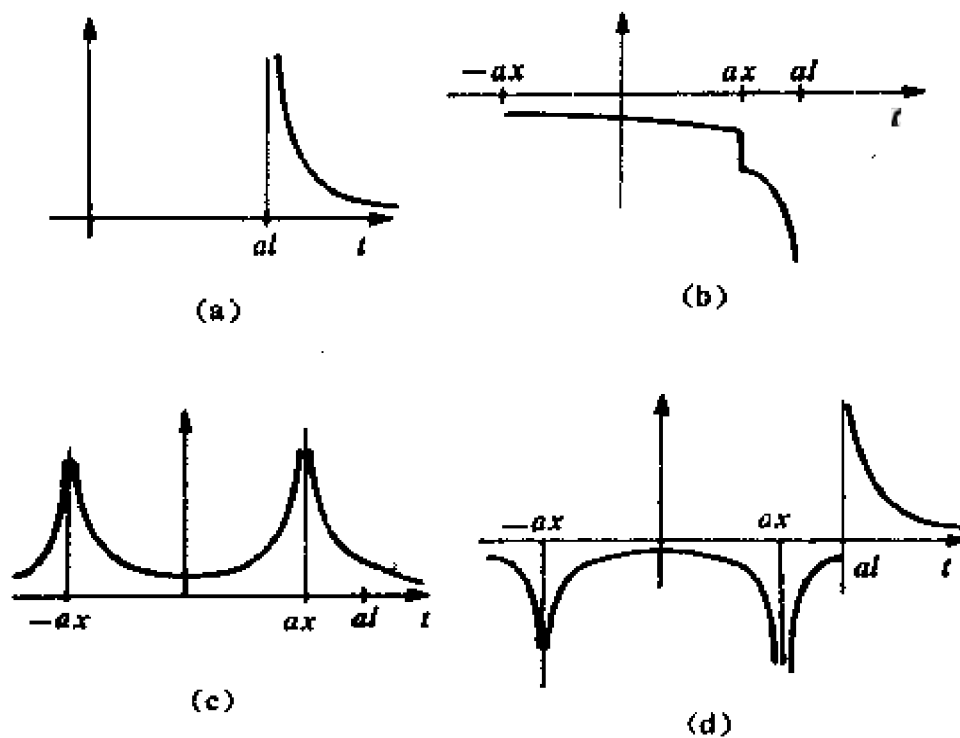 al t
(a)
-ax ax al
t
(b)
-ax ax al t
(c)
-ax ax
al t
(d)